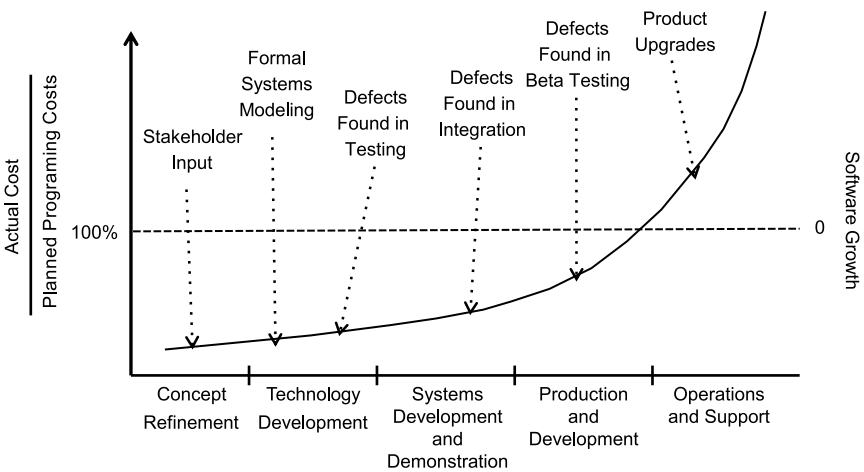 Actual Cost
Planned Programing Costs
100%
Stakeholder
Input
Formal
Systems
Modeling
Defects
Found in
Testing
Defects
Found in
Integration
Defects
Found in
Beta Testing
Product
Upgrades
0
Software Growth
Concept
Refinement
Technology
Development
Systems
Development
and
Demonstration
Production
and
Development
Operations
and Support